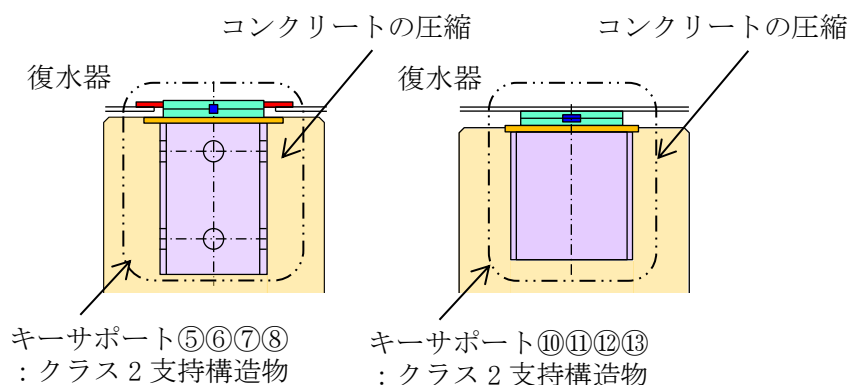 コンクリートの圧縮
復水器
キーサポート⑤⑥⑦⑧
:クラス2支持構造物
コンクリートの圧縮
復水器
キーサポート⑩⑪⑫⑬
:クラス2支持構造物